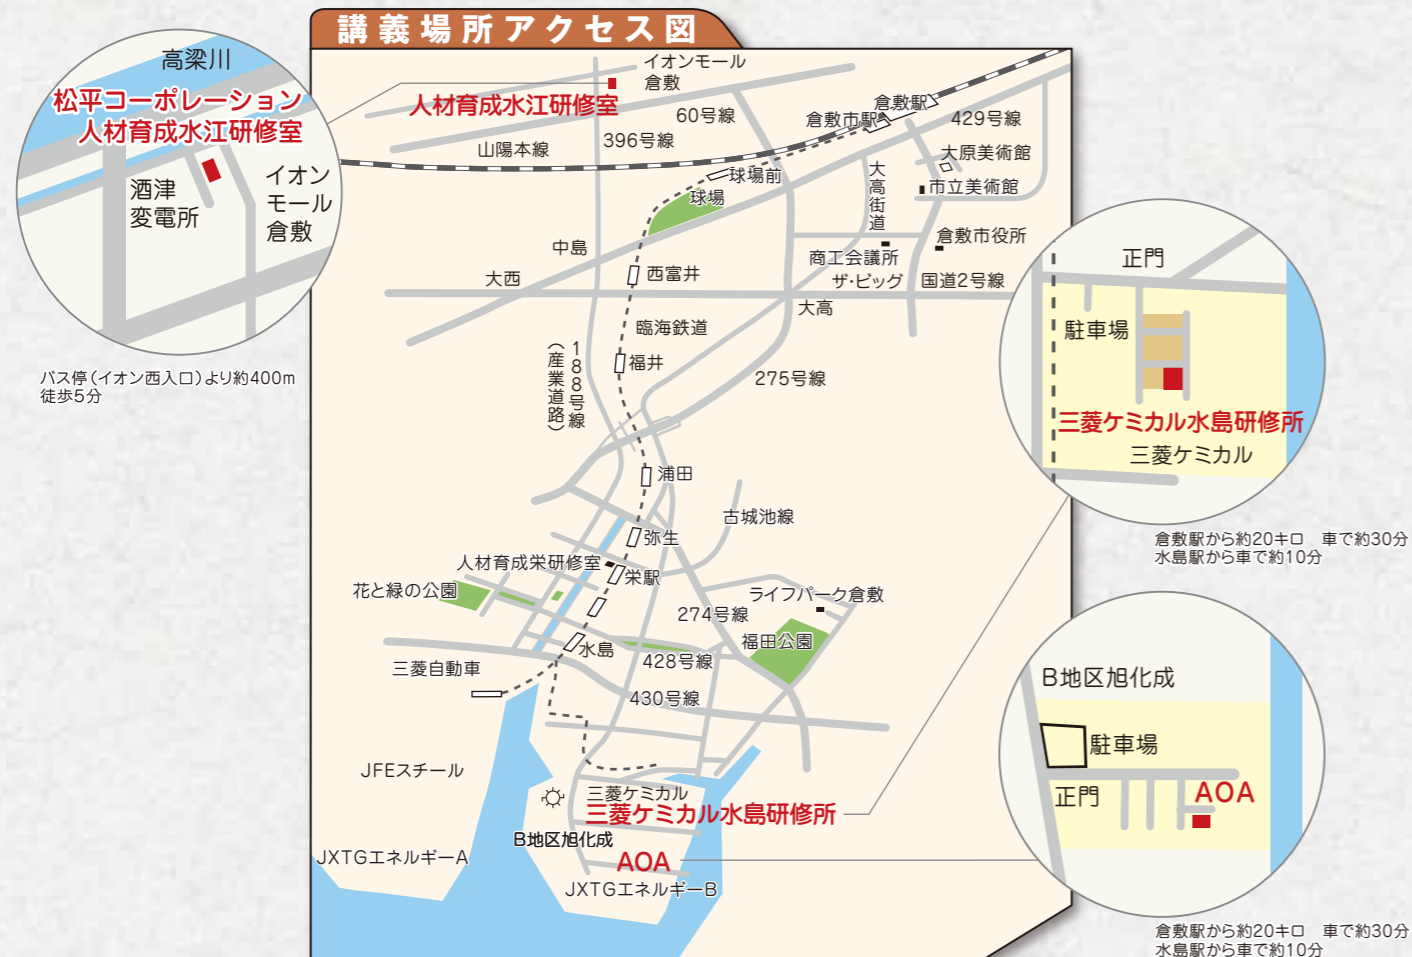 講義場所アクセス図
高梁川
松平コーポレーション
人材育成水江研修室
酒津
変電所
イオン
モール
倉敷
バス停(イオン西入口)より約400m
徒歩5分
イオンモール
倉敷
人材育成水江研修室
60号線
396号線
山陽本線
倉敷駅
倉敷市駅
429号線
大原美術館
市立美術館
球場前
球場
大高街道
倉敷市役所
商工会議所
ザ・ビッグ
国道2号線
中島
大西
西富井
大高
臨海鉄道
188号線
(産業道路)
福井
275号線
浦田
古城池線
弥生
人材育成栄研修室
栄駅
花と緑の公園
ライフパーク倉敷
274号線
福田公園
水島
428号線
三菱自動車
430号線
JFEスチール
三菱ケミカル
三菱ケミカル水島研修所
B地区旭化成
AOA
JXTGエネルギーA
JXTGエネルギーB
正門
駐車場
三菱ケミカル水島研修所
三菱ケミカル
倉敷駅から約20キロ 車で約30分
水島駅から車で約10分
B地区旭化成
駐車場
正門
AOA
倉敷駅から約20キロ 車で約30分
水島駅から車で約10分